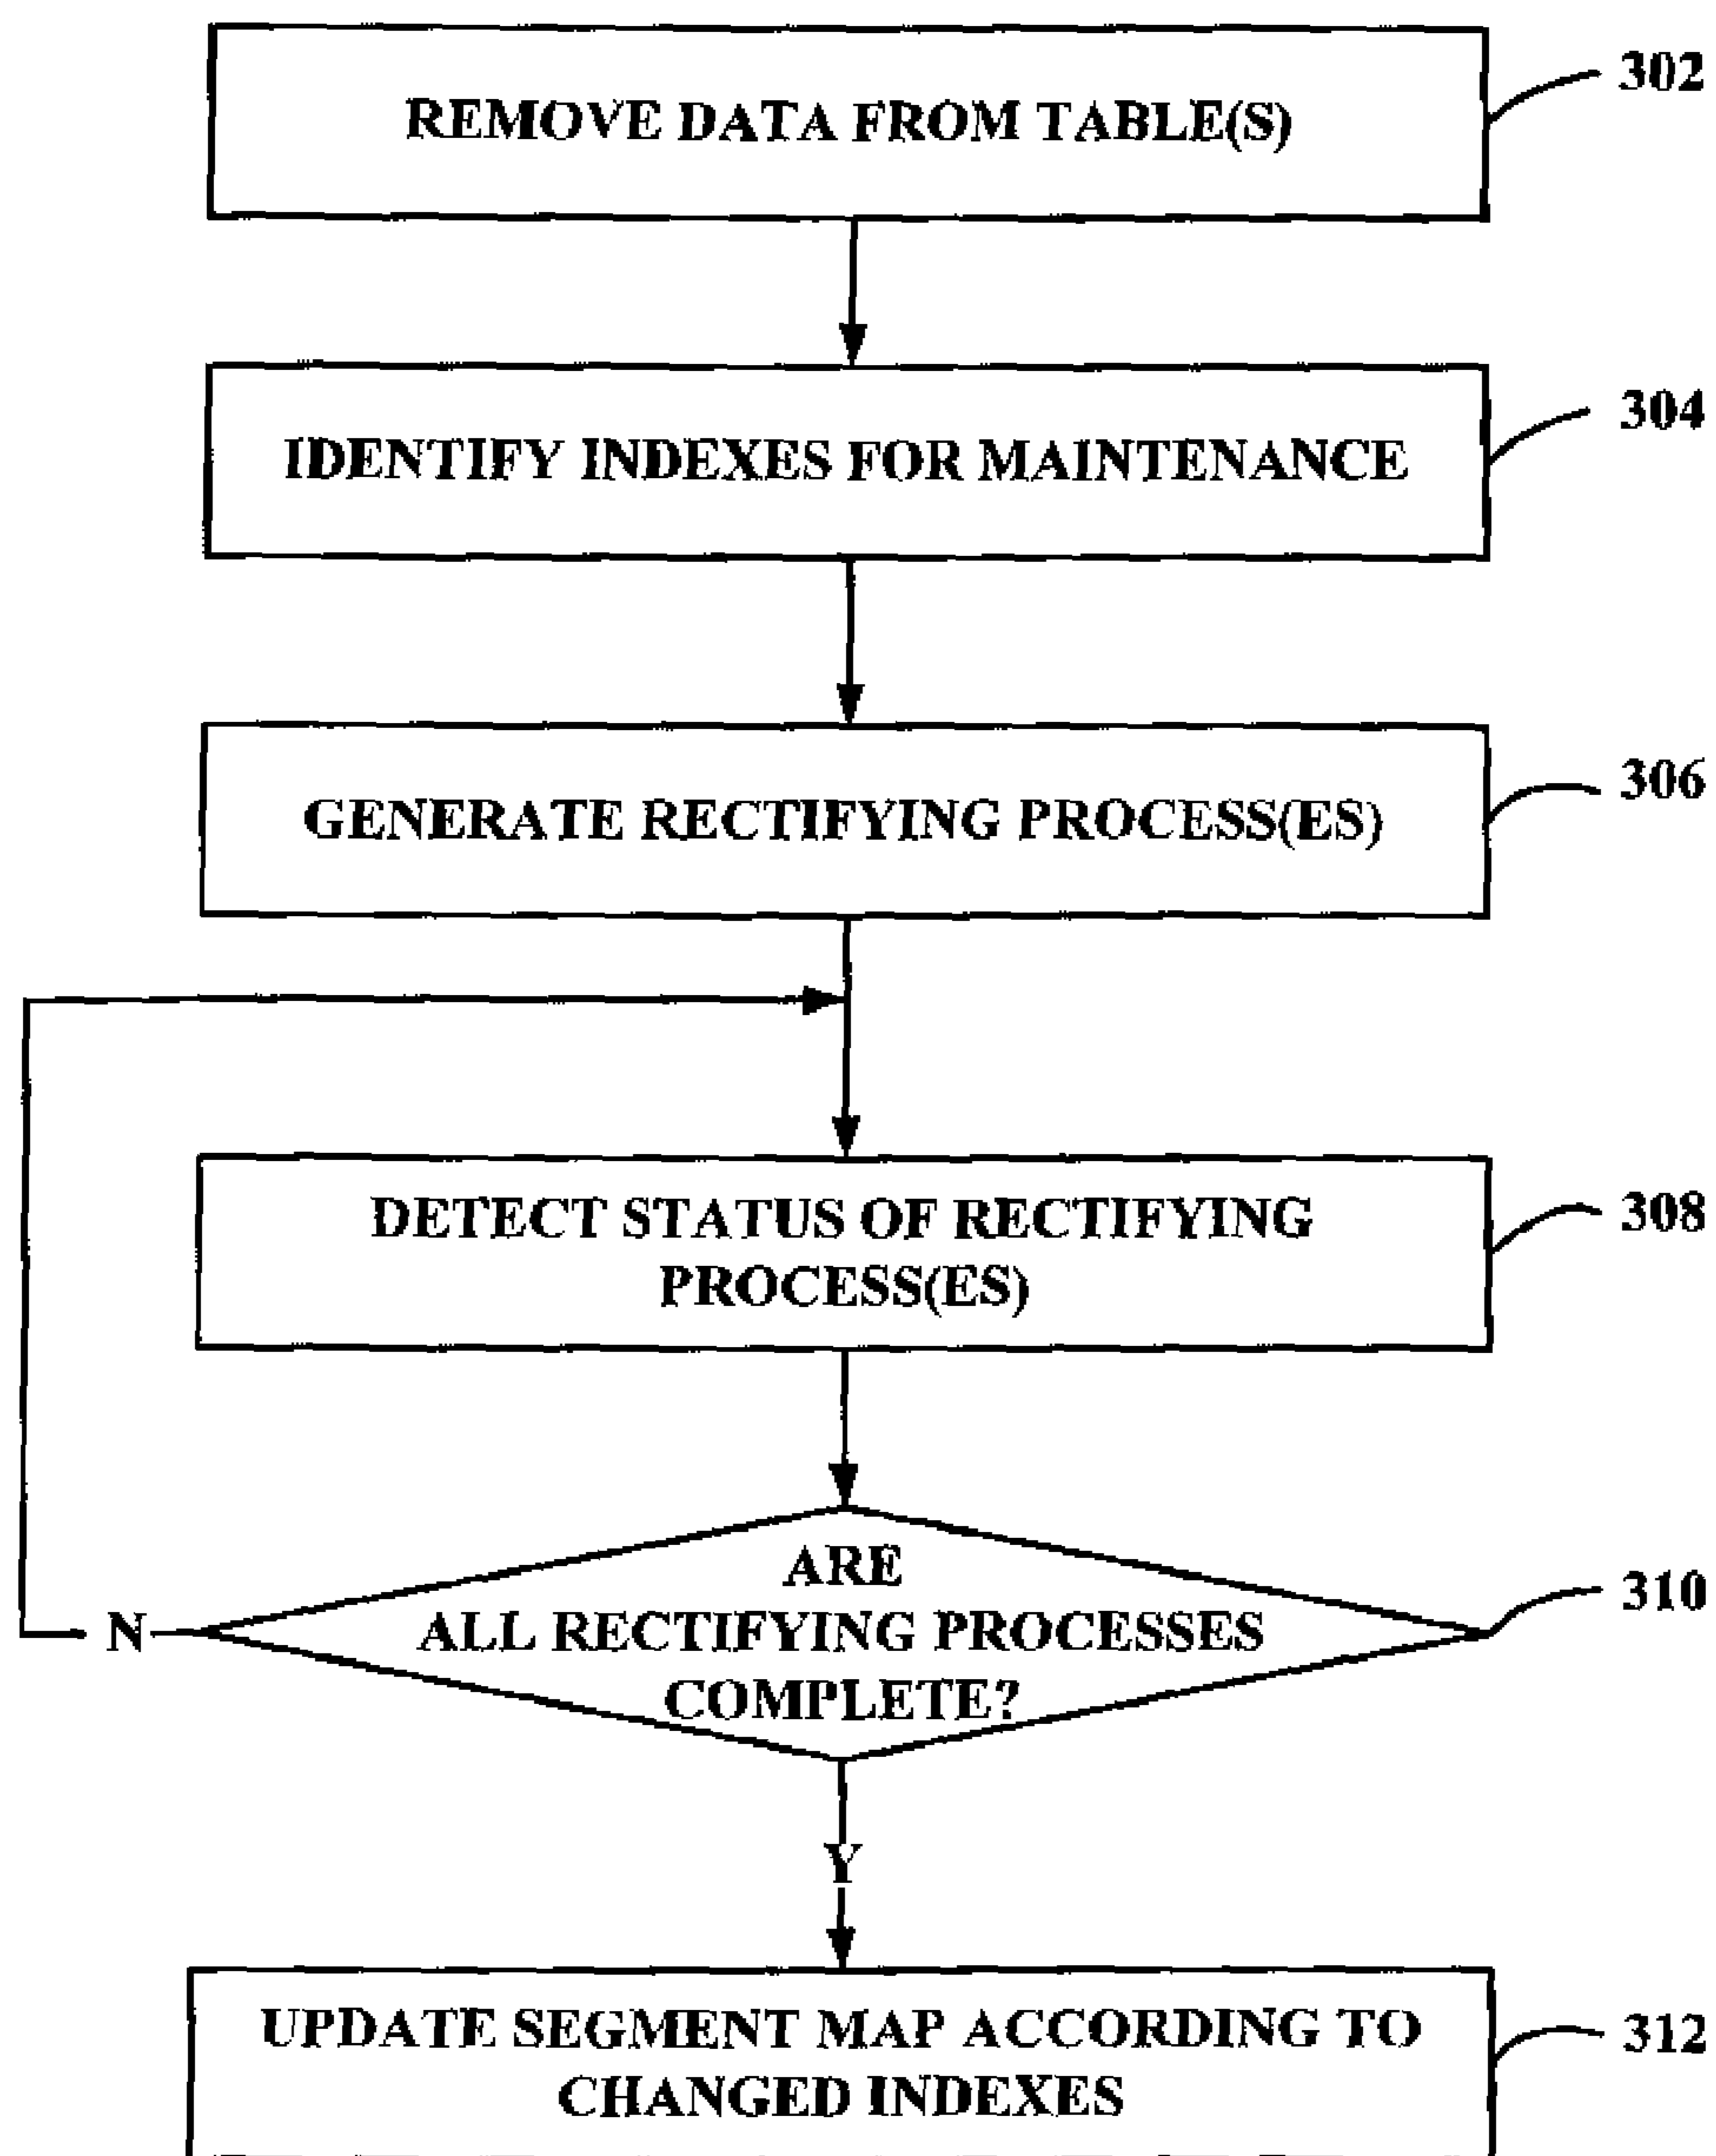 REMOVE DATA FROM TABLE(S)
302
IDENTIFY INDEXES FOR MAINTENANCE
304
GENERATE RECTIFYING PROCESS(ES)
306
DETECT STATUS OF RECTIFYING
PROCESS(ES)
308
ARE
ALL RECTIFYING PROCESSES
COMPLETE?
310
N
Y
UPDATE SEGMENT MAP ACCORDING TO
CHANGED INDEXES
312